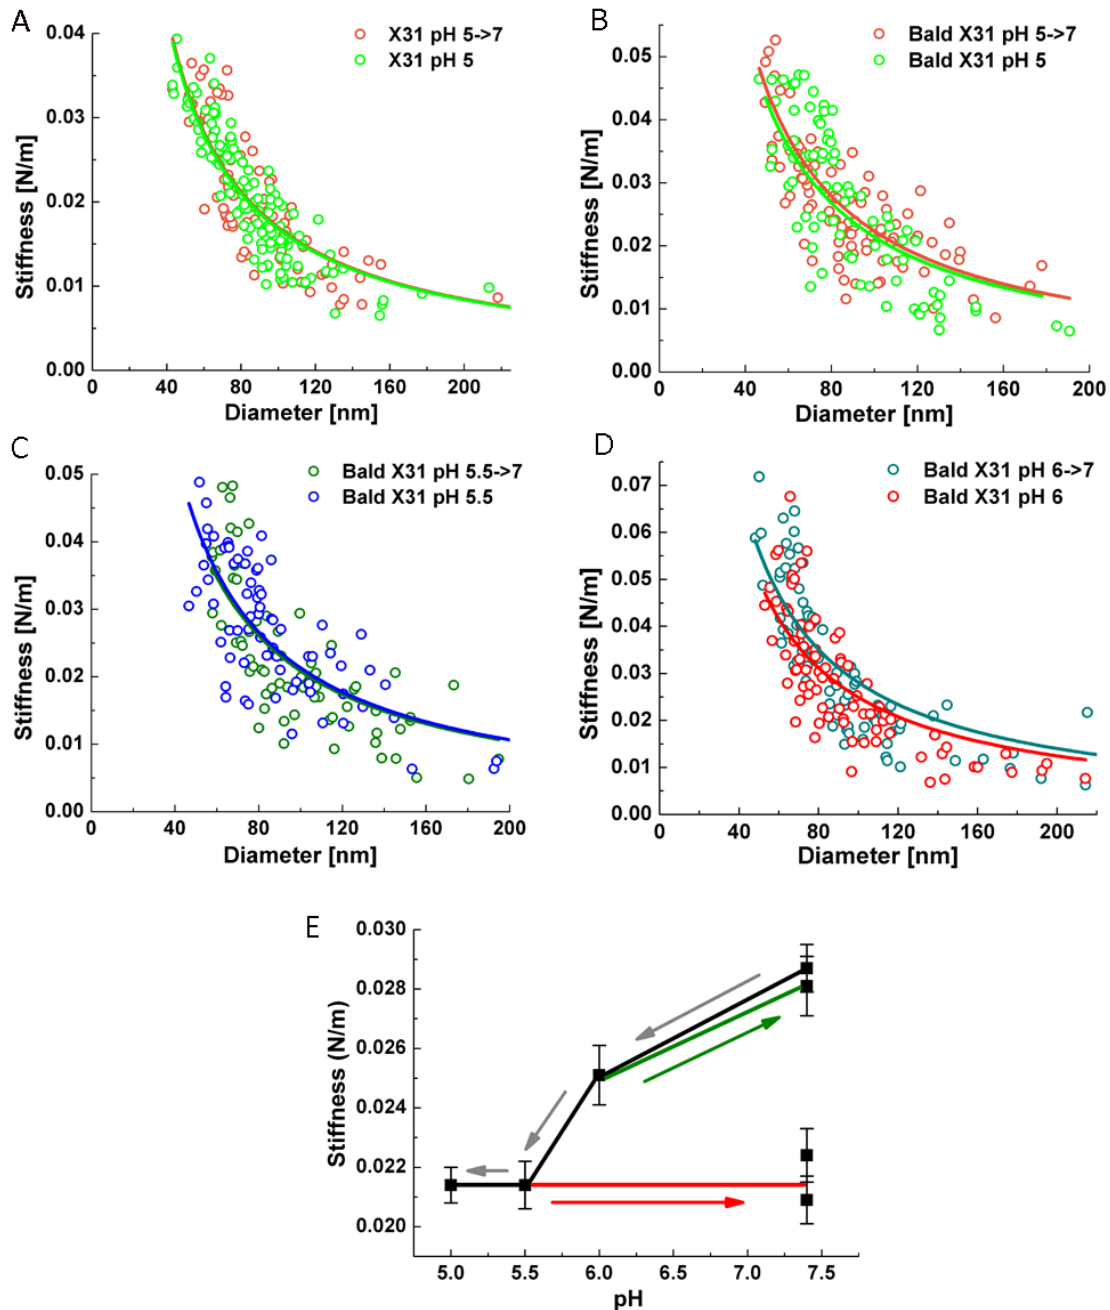 A
X31 pH 5->7
X31 pH 5
0.04
0.03
0.02
0.01
0.00
Stiffness [N/m]
0
40
80
120
160
200
Diameter [nm]
B
Bald X31 pH 5->7
Bald X31 pH 5
0.05
0.04
0.03
0.02
0.01
0.00
Stiffness [N/m]
0
40
80
120
160
200
Diameter [nm]
C
Bald X31 pH 5.5->7
Bald X31 pH 5.5
0.05
0.04
0.03
0.02
0.01
0.00
Stiffness [N/m]
0
40
80
120
160
200
Diameter [nm]
D
Bald X31 pH 6->7
Bald X31 pH 6
0.07
0.06
0.05
0.04
0.03
0.02
0.01
0.00
Stiffness [N/m]
0
40
80
120
160
200
Diameter [nm]
E
0.030
0.028
0.026
0.024
0.022
0.020
Stiffness (N/m)
5.0
5.5
6.0
6.5
7.0
7.5
pH